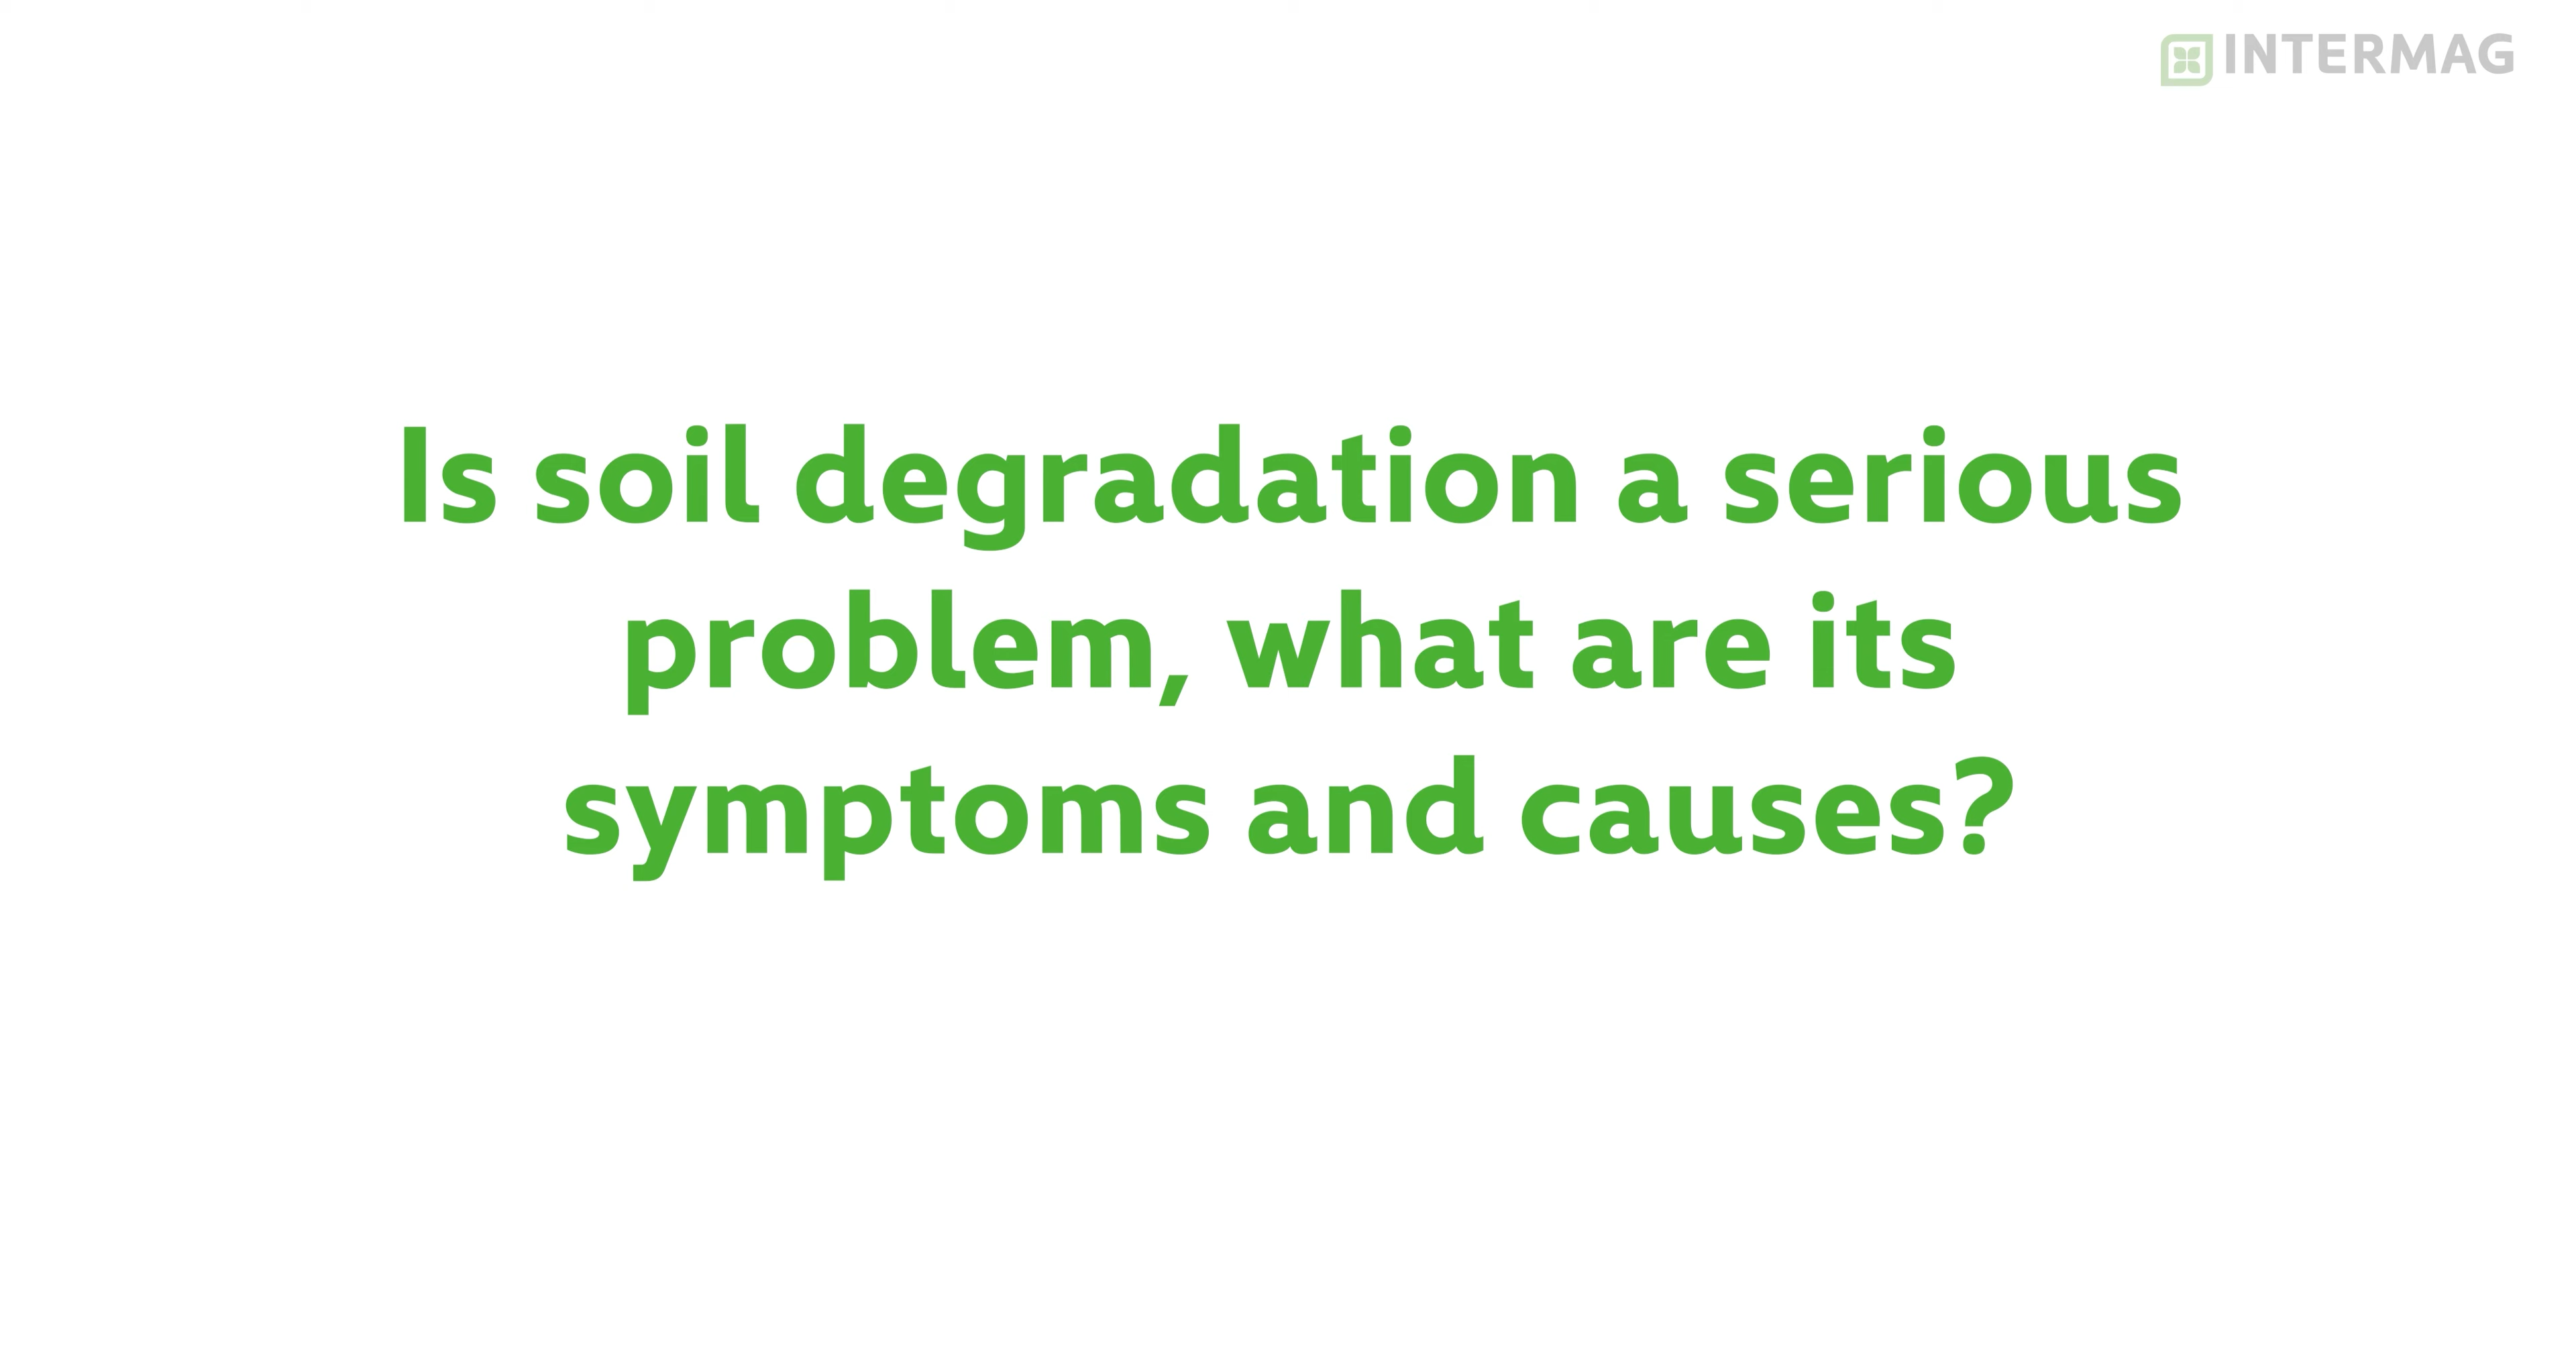 INTERMAG
Is soil degradation a serious
problem, what are its
symptoms and causes?